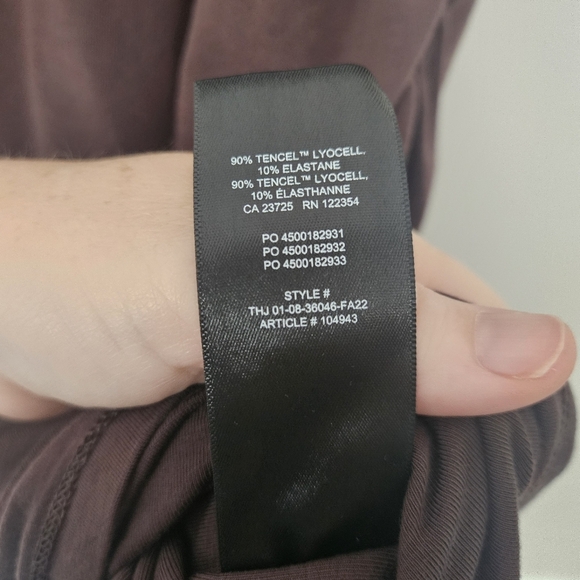 90% TENCEL™ LYOCELL.
10% ELASTANE
90% TENCEL™ LYOCELL,
10% ÉLASTHANNE
CA 23725 RN 122354
PO 4500182931
PO 4500182932
PO 4500182933
STYLE #
THJ 01-08-36046-FA22
ARTICLE # 104943